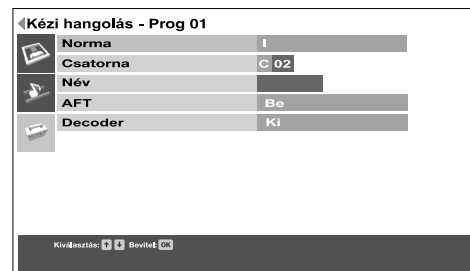 Kézi hangolás - Prog 01
Norma I
Csatorna C 02
Név
AFT Be
Decoder Ki
Kiválasztás: Bevitel: OK